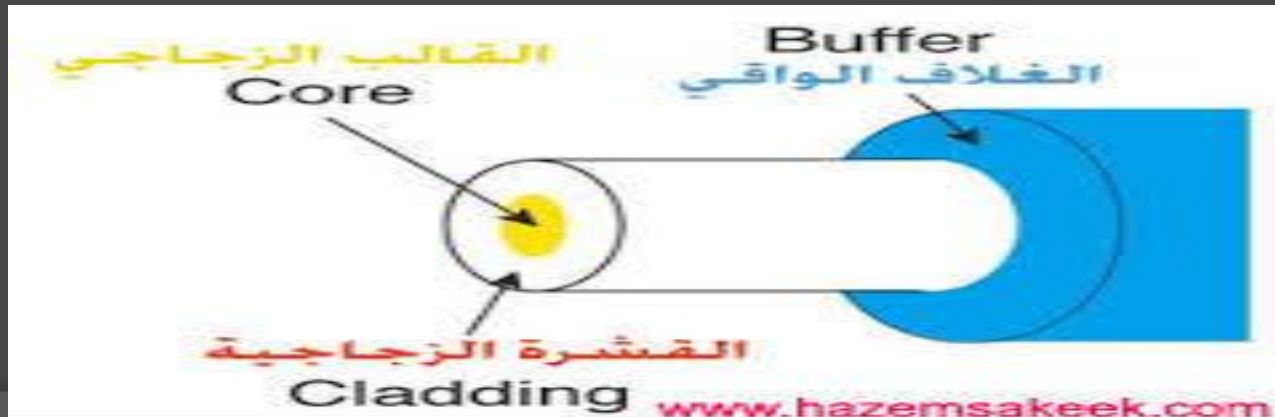 القالب الزجاجي
Core
Buffer
الغلاف الواقي
القشرة الزجاجية
Cladding
www.hazemsakeek.com